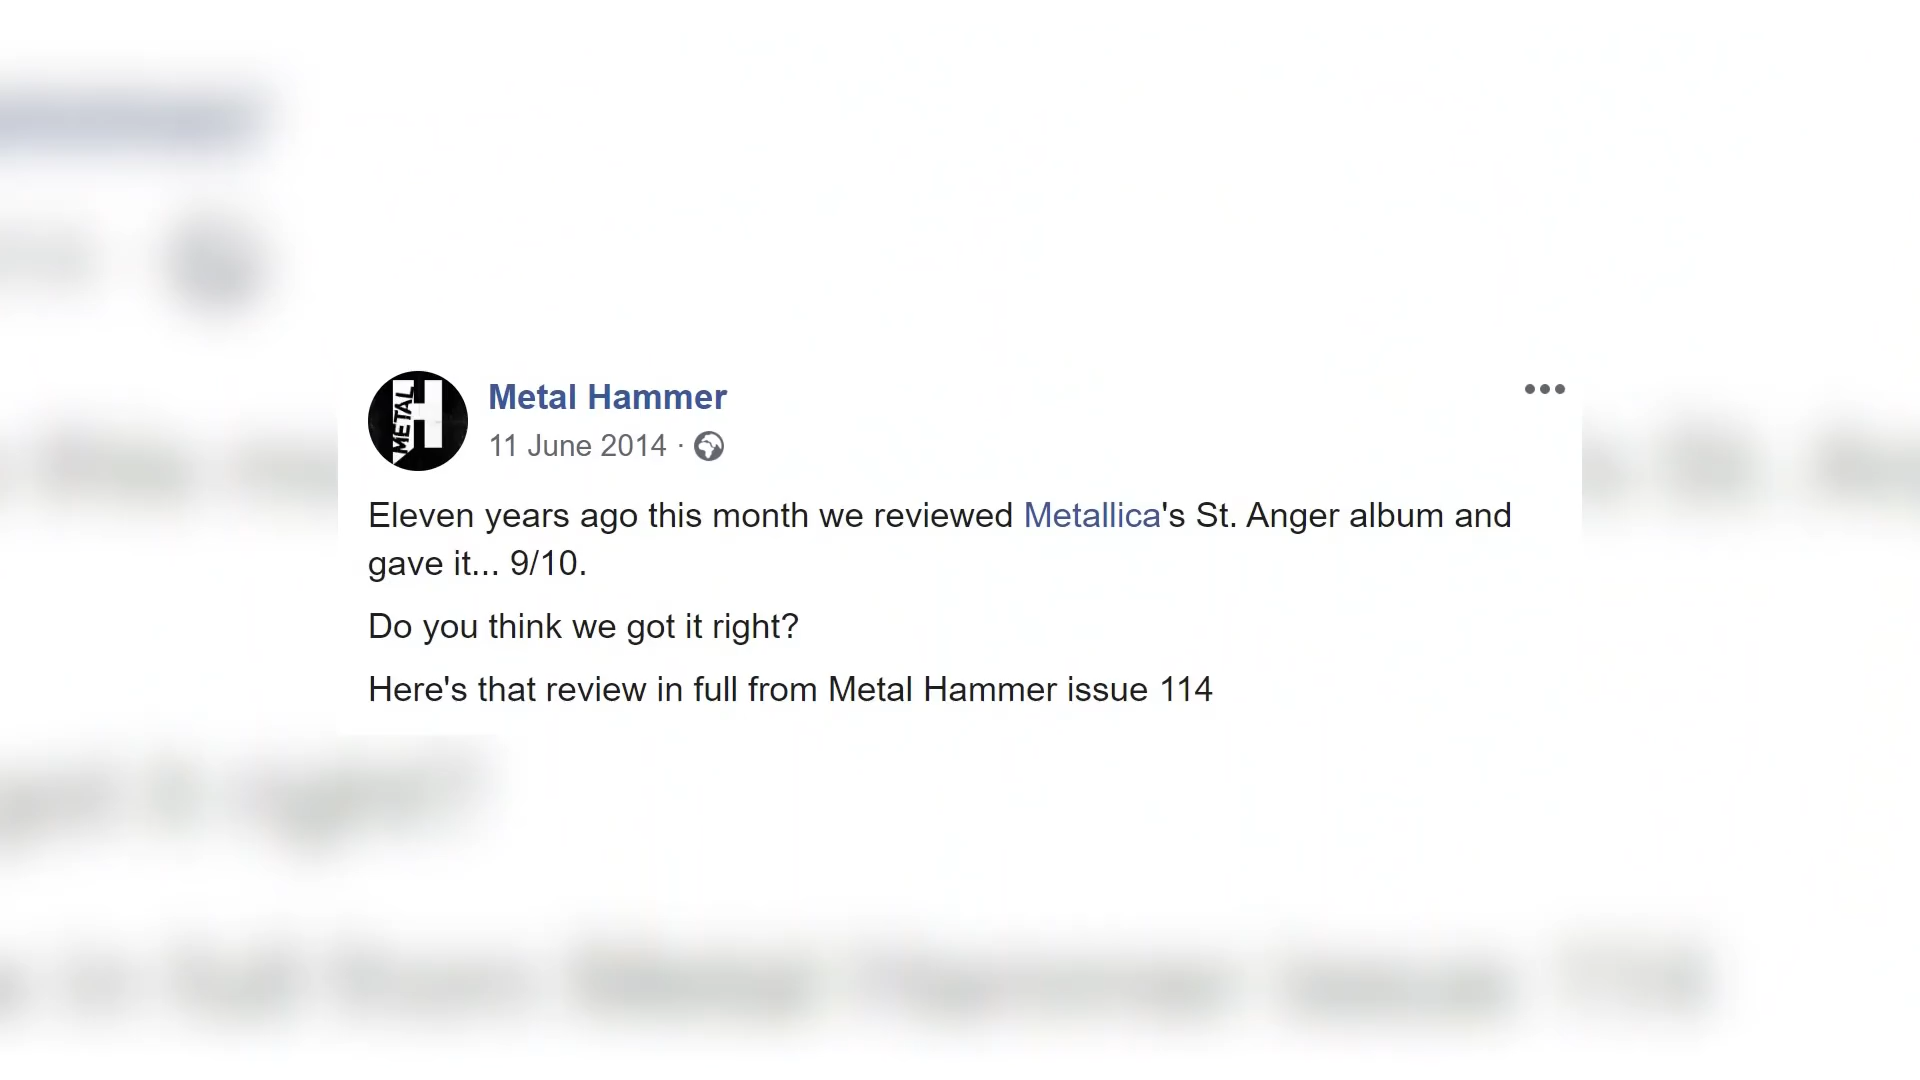 METAL H
Metal Hammer
11 June 2014 ·
Eleven years ago this month we reviewed Metallica's St. Anger album and
gave it... 9/10.
Do you think we got it right?
Here's that review in full from Metal Hammer issue 114